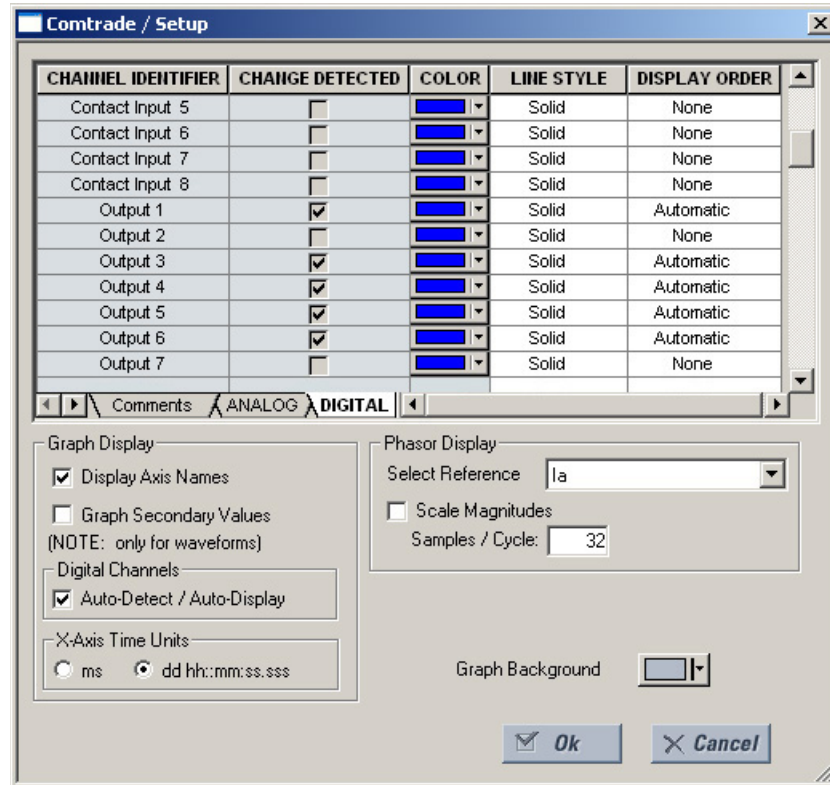 Comtrade / Setup
CHANNEL IDENTIFIER CHANGE DETECTED COLOR LINE STYLE DISPLAY ORDER
Contact Input 5 Solid None
Contact Input 6 Solid None
Contact Input 7 Solid None
Contact Input 8 Solid None
Output 1 Solid Automatic
Output 2 Solid None
Output 3 Solid Automatic
Output 4 Solid Automatic
Output 5 Solid Automatic
Output 6 Solid Automatic
Output 7 Solid None
Comments ANALOG DIGITAL
Graph Display
Display Axis Names
Graph Secondary Values
(NOTE: only for waveforms)
Digital Channels
Auto-Detect / Auto-Display
X-Axis Time Units
ms dd hh::mm:ss.sss
Phasor Display
Select Reference Ia
Scale Magnitudes
Samples / Cycle: 32
Graph Background
Ok Cancel